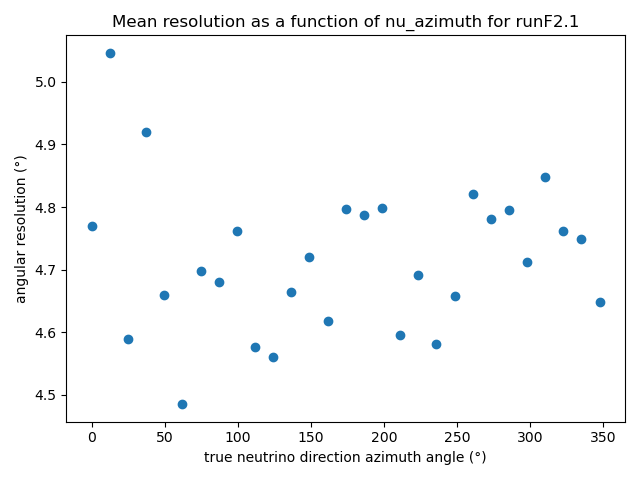 Mean resolution as a function of nu_azimuth for runF2.1
angular resolution (°)
5.0
4.9
4.8
4.7
4.6
4.5
0 50 100 150 200 250 300 350
true neutrino direction azimuth angle (°)